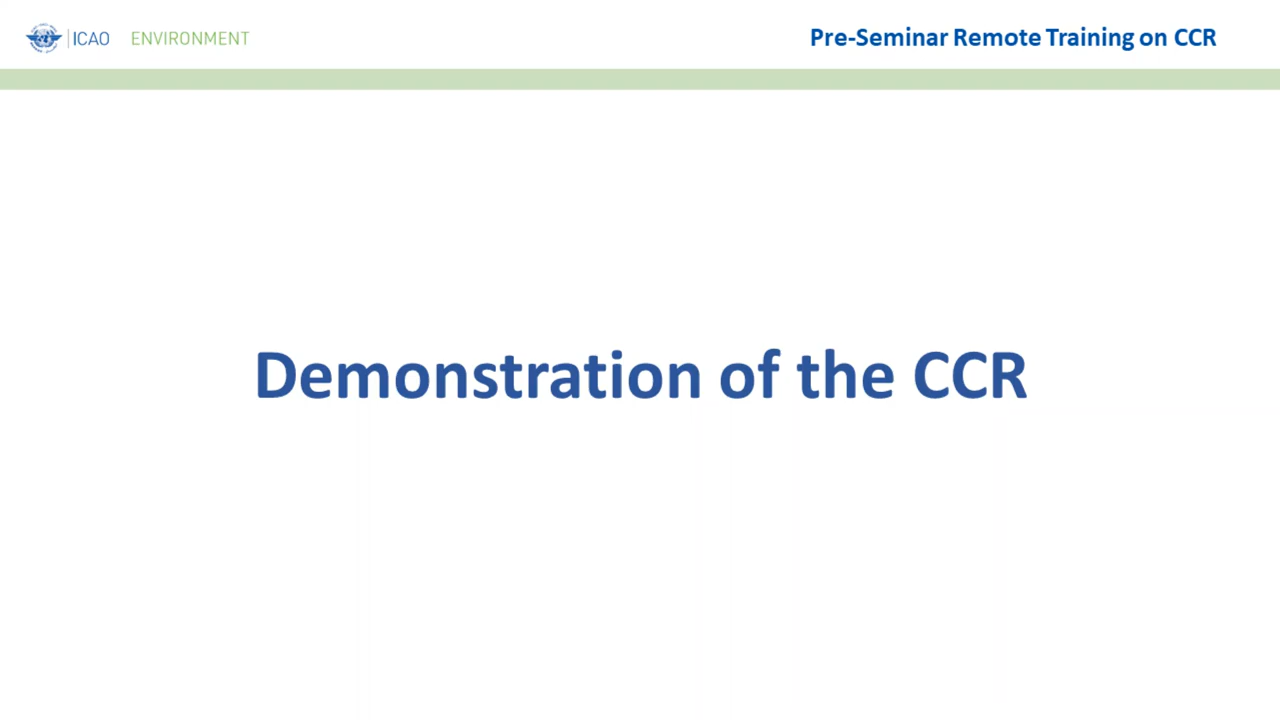 ICAO ENVIRONMENT
Pre-Seminar Remote Training on CCR
Demonstration of the CCR